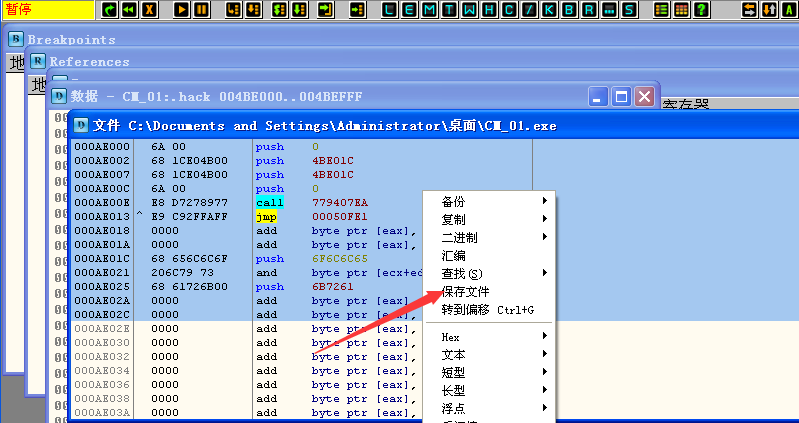 暂停
L E M T W H C / K B R ... S
Breakpoints
地
References
地
数据 - CM_01:.hack 004BE000..004BEFFF
寄存器
文件 C:\Documents and Settings\Administrator\桌面\CM_01.exe
000AE000 6A 00 push 0
000AE002 68 1CE04B00 push 4BE01C
000AE007 68 1CE04B00 push 4BE01C
000AE00C 6A 00 push 0
000AE00E E8 D7278977 call 779407EA
000AE013 ^ E9 C92FFAFF jmp 00050FE1
000AE018 0000 add byte ptr [eax],
000AE01A 0000 add byte ptr [eax],
000AE01C 68 656C6C6F push 6F6C6C65
000AE021 206C79 73 and byte ptr [ecx+ed
000AE025 68 61726B00 push 6B7261
000AE02A 0000 add byte ptr [eax]
000AE02C 0000 add byte ptr [eax],
000AE02E 0000 add byte ptr [eax],
000AE030 0000 add byte ptr [eax],
000AE032 0000 add byte ptr [eax],
000AE034 0000 add byte ptr [eax],
000AE036 0000 add byte ptr [eax],
000AE038 0000 add byte ptr [eax],
000AE03A 0000 add byte ptr [eax],
备份
复制
二进制
汇编
查找(S)
保存文件
转到偏移 Ctrl+G
Hex
文本
短型
长型
浮点